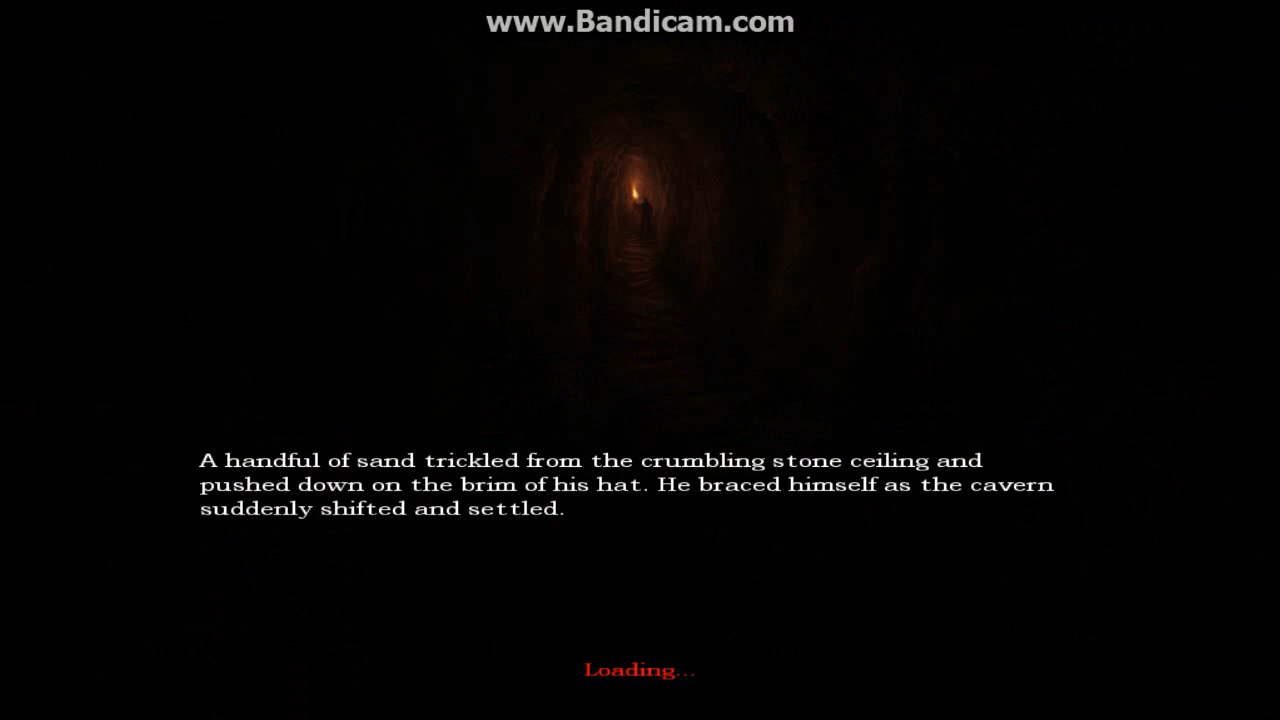 www.Bandicam.com
A handful of sand trickled from the crumbling stone ceiling and
pushed down on the brim of his hat. He braced himself as the cavern
suddenly shifted and settled.
Loading...